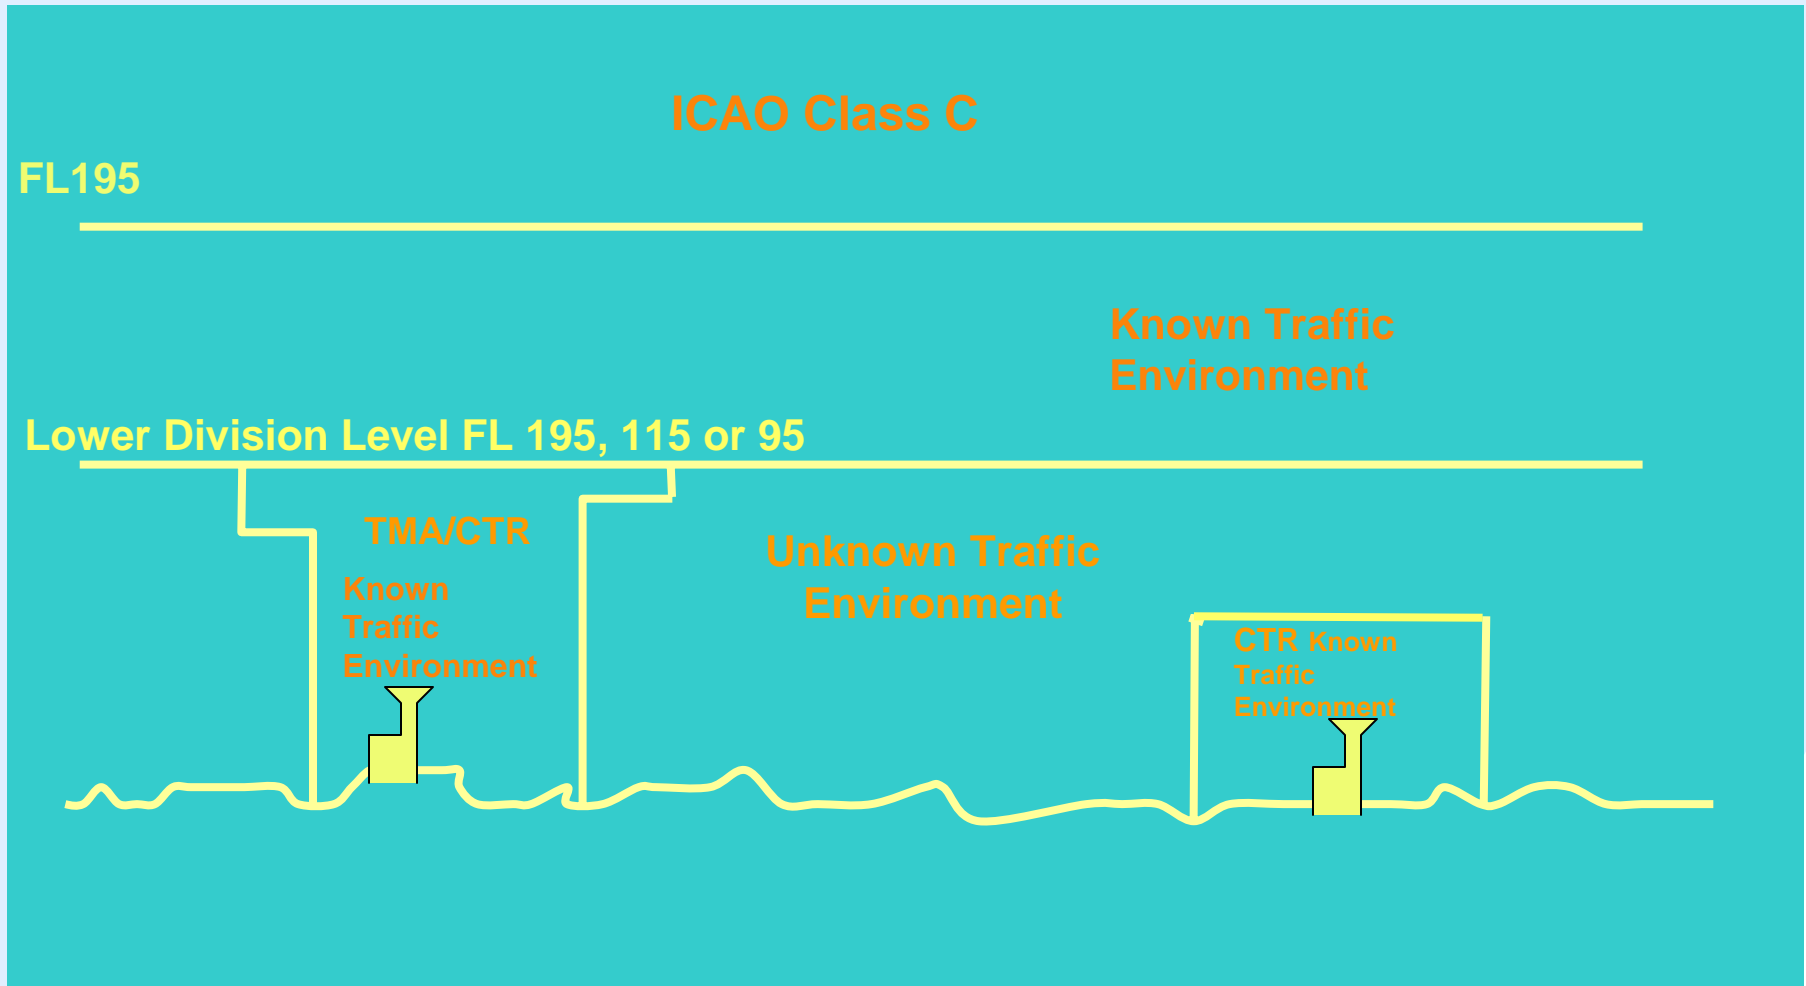 ICAO Class C
FL195
Known Traffic
Environment
Lower Division Level FL 195, 115 or 95
TMA/CTR
Known
Traffic
Environment
Unknown Traffic
Environment
CTR Known
Traffic
Environment